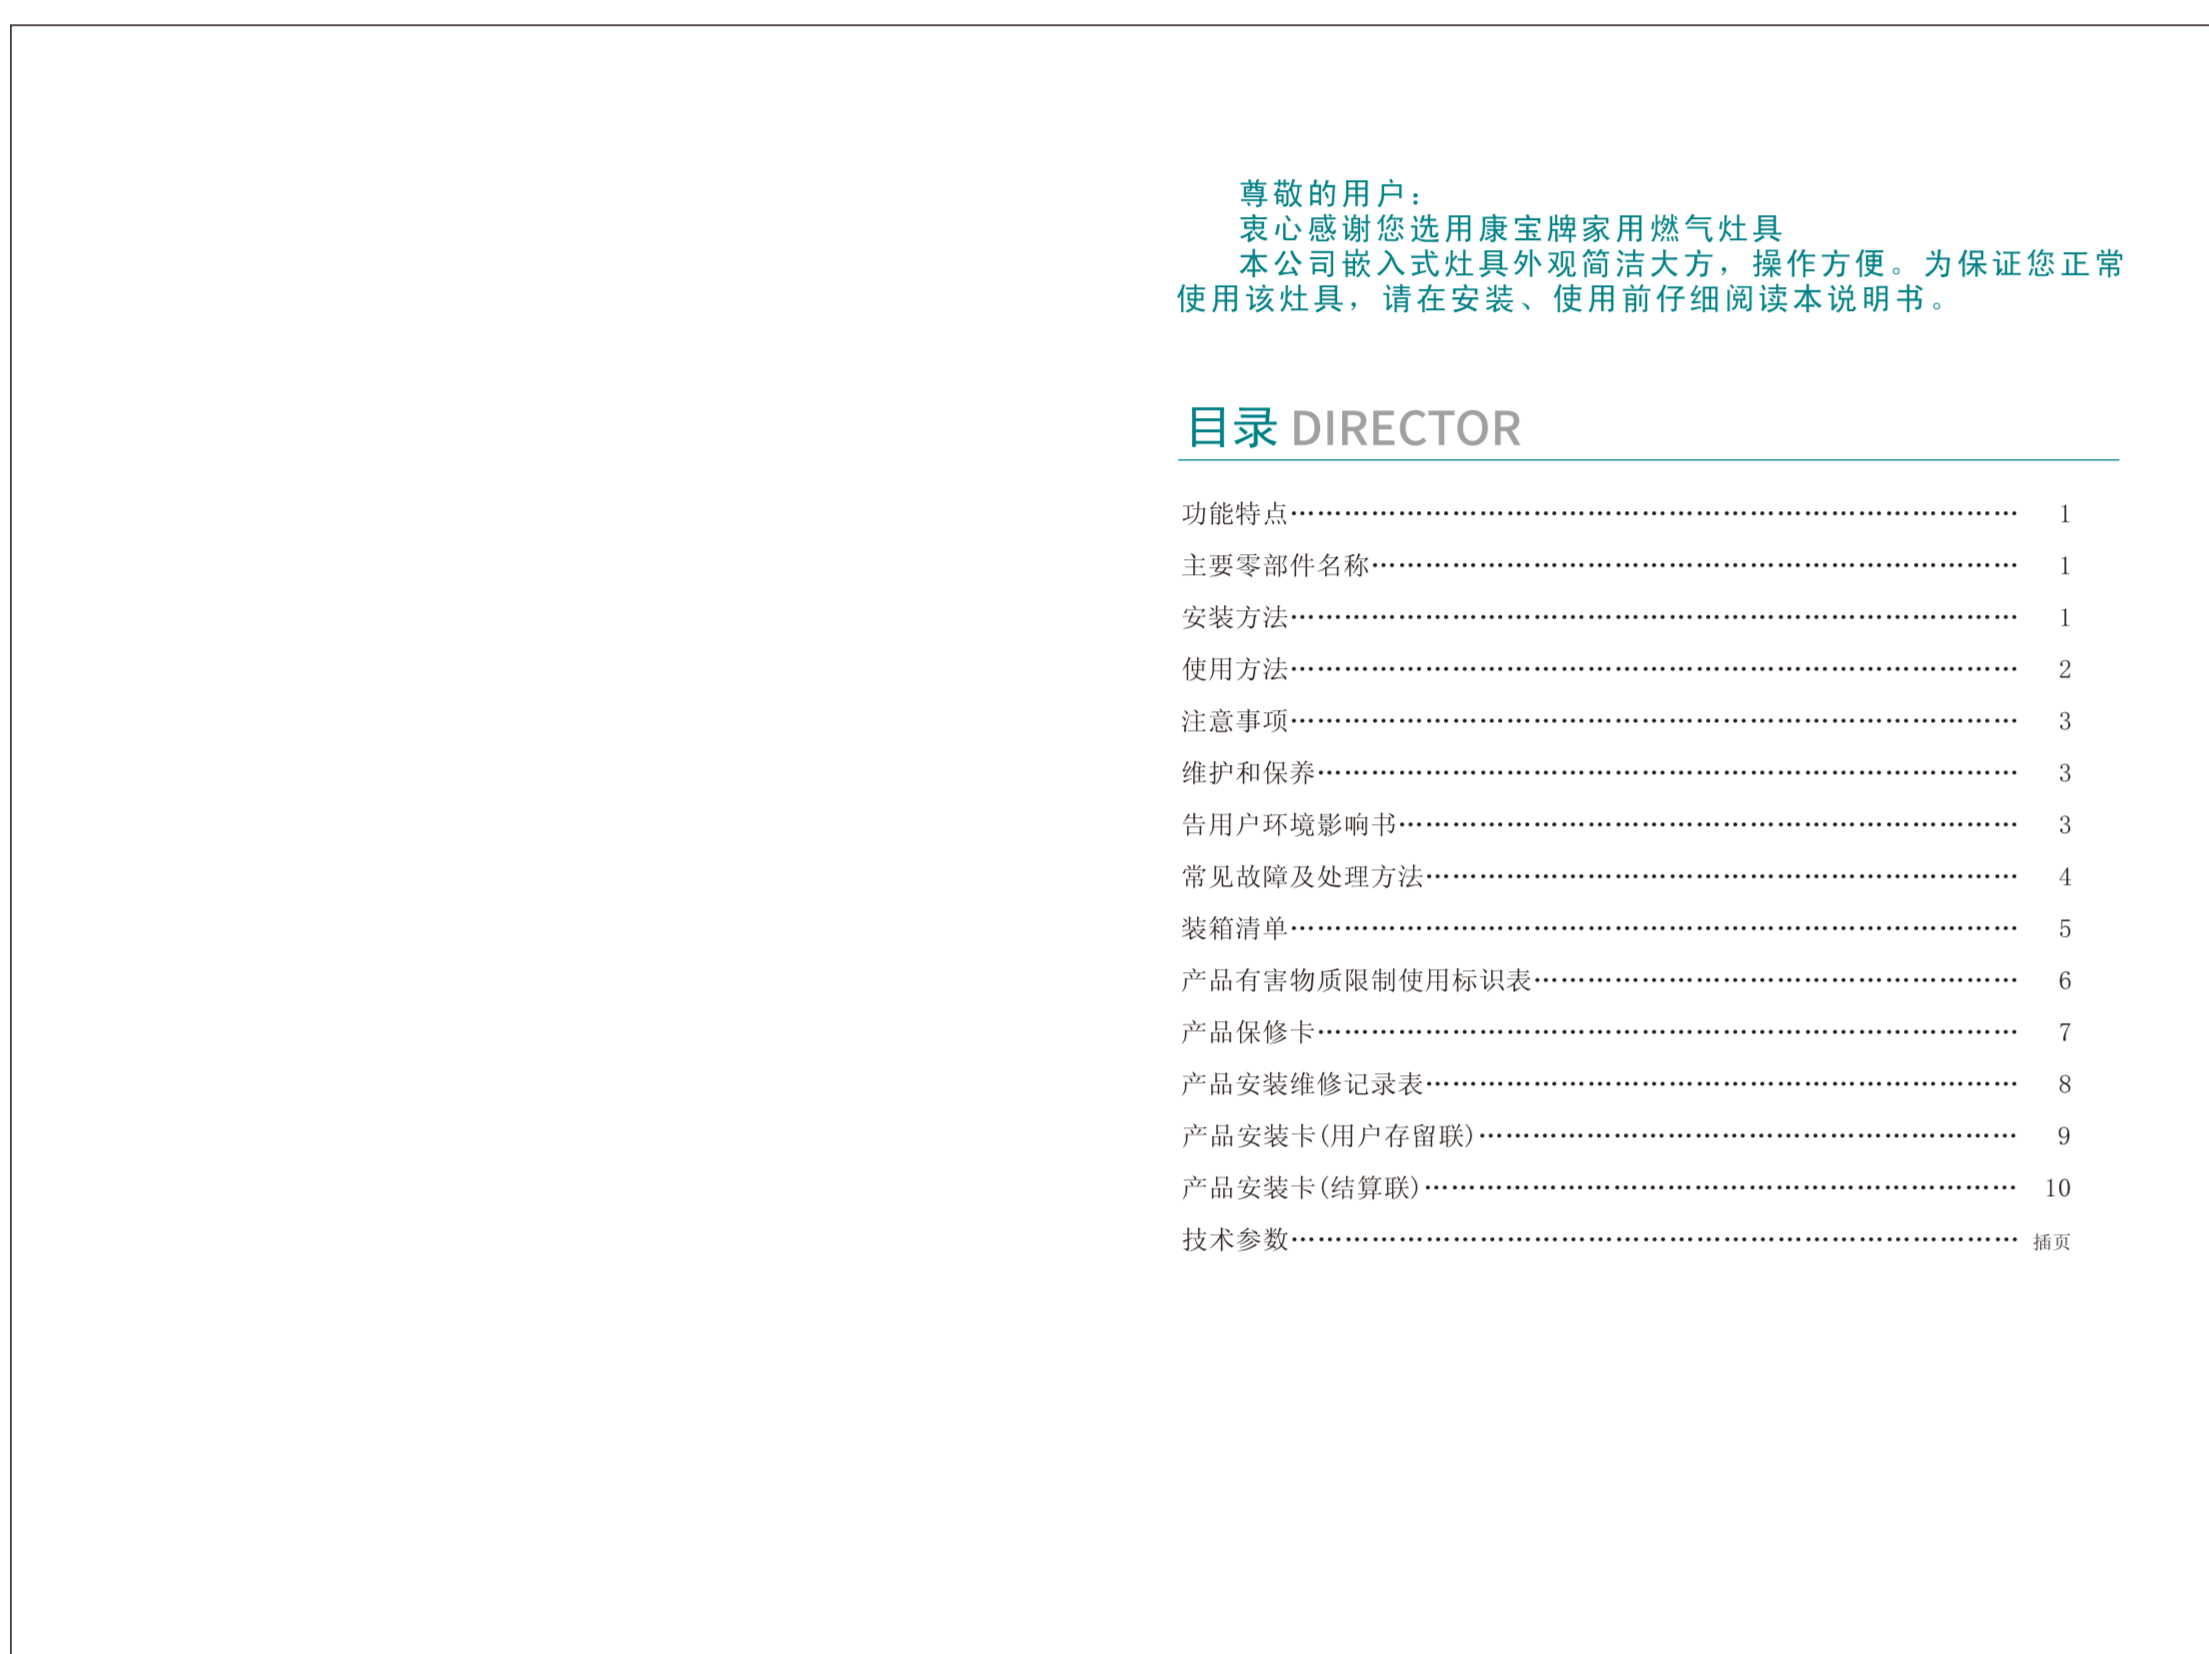 尊敬的用户：
衷心感谢您选用康宝牌家用燃气灶具
本公司嵌入式灶具外观简洁大方，操作方便。为保证您正常
使用该灶具，请在安装、使用前仔细阅读本说明书。
目录 DIRECTOR
功能特点………………………………………………………………………… 1
主要零部件名称………………………………………………………………… 1
安装方法………………………………………………………………………… 1
使用方法………………………………………………………………………… 2
注意事项………………………………………………………………………… 3
维护和保养……………………………………………………………………… 3
告用户环境影响书……………………………………………………………… 3
常见故障及处理方法…………………………………………………………… 4
装箱清单………………………………………………………………………… 5
产品有害物质限制使用标识表………………………………………………… 6
产品保修卡……………………………………………………………………… 7
产品安装维修记录表…………………………………………………………… 8
产品安装卡(用户存留联)……………………………………………………… 9
产品安装卡(结算联)…………………………………………………………… 10
技术参数………………………………………………………………………… 插页